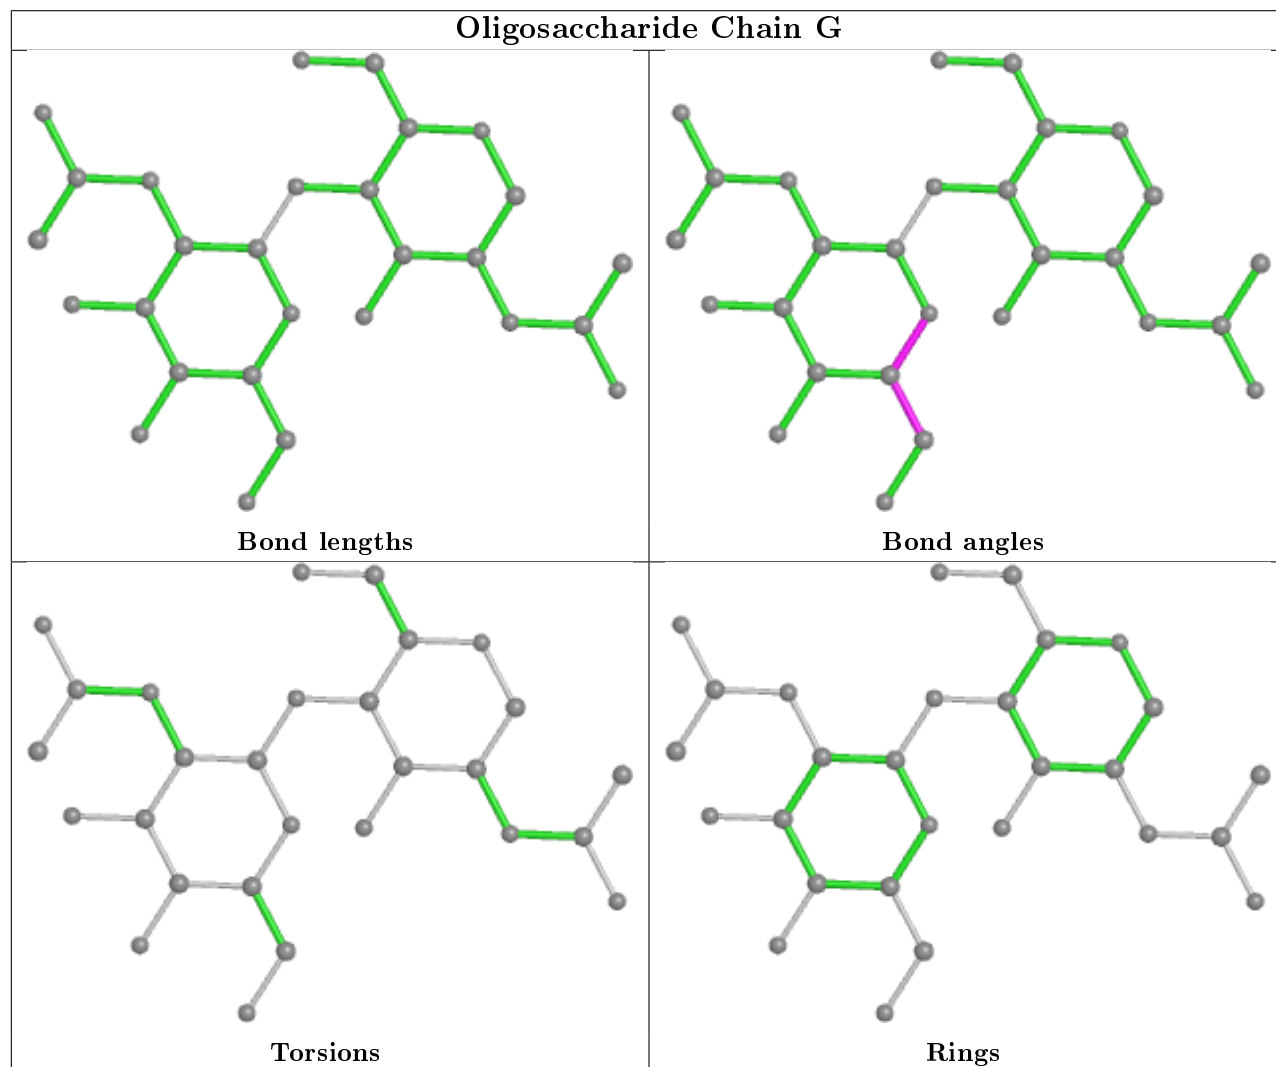 Oligosaccharide Chain G
Bond lengths
Bond angles
Torsions
Rings